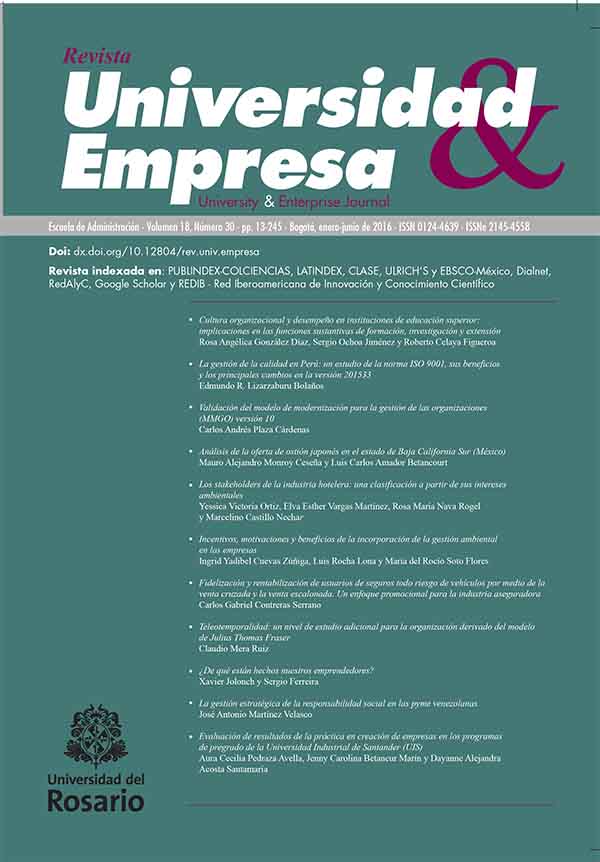 Revista
Universidad &
Empresa
University & Enterprise Journal
Escuela de Administración - Volumen 18, Número 30 - pp. 13-245 - Bogotá, enero-junio de 2016 - ISSN 0124-4639 - ISSNe 2145-4558
Doi: dx.doi.org/10.12804/rev.univ.empresa
Revista indexada en: PUBLINDEX-COLCIENCIAS, LATINDEX, CLASE, ULRICH'S y EBSCO-México, Dialnet,
RedAlyC, Google Scholar y REDIB - Red Iberoamericana de Innovación y Conocimiento Científico
• Cultura organizacional y desempeño en instituciones de educación superior:
implicaciones en las funciones sustantivas de formación, investigación y extensión
Rosa Angélica González Díaz, Sergio Ochoa Jiménez y Roberto Celaya Figueroa
• La gestión de la calidad en Perú: un estudio de la norma ISO 9001, sus beneficios
y los principales cambios en la versión 201533
Edmundo R. Lizarzaburu Bolaños
• Validación del modelo de modernización para la gestión de las organizaciones
(MMGO) versión 10
Carlos Andrés Plaza Cárdenas
• Análisis de la oferta de ostión japonés en el estado de Baja California Sur (México)
Mauro Alejandro Monroy Ceseña y Luis Carlos Amador Betancourt
• Los stakeholders de la industria hotelera: una clasificación a partir de sus intereses
ambientales
Yessica Victoria Ortiz, Elva Esther Vargas Martínez, Rosa María Nava Rogel
y Marcelino Castillo Nechar
• Incentivos, motivaciones y beneficios de la incorporación de la gestión ambiental
en las empresas
Ingrid Yadibel Cuevas Zúñiga, Luis Rocha Lona y María del Rocío Soto Flores
• Fidelización y rentabilización de usuarios de seguros todo riesgo de vehículos por medio de la
venta cruzada y la venta escalonada. Un enfoque promocional para la industria aseguradora
Carlos Gabriel Contreras Serrano
• Teleotemporalidad: un nivel de estudio adicional para la organización derivado del modelo
de Julius Thomas Fraser
Claudio Mera Ruiz
• ¿De qué están hechos nuestros emprendedores?
Xavier Jolonch y Sergio Ferreira
• La gestión estratégica de la responsabilidad social en las pyme venezolanas
José Antonio Martínez Velasco
• Evaluación de resultados de la práctica en creación de empresas en los programas
de pregrado de la Universidad Industrial de Santander (UIS)
Aura Cecilia Pedraza Avella, Jenny Carolina Betancur Marín y Dayanne Alejandra
Acosta Santamaría
Universidad del
Rosario